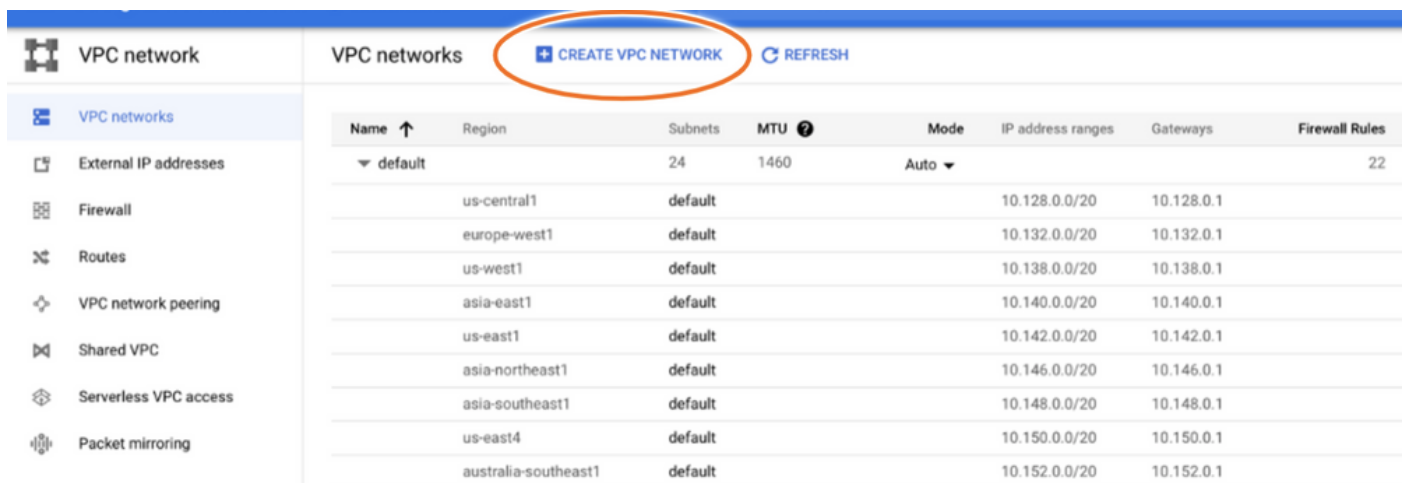 VPC network
VPC networks
CREATE VPC NETWORK
REFRESH
VPC networks
External IP addresses
Firewall
Routes
VPC network peering
Shared VPC
Serverless VPC access
Packet mirroring
Name Region Subnets MTU Mode IP address ranges Gateways Firewall Rules
default 24 1460 Auto 22
us-central1 default 10.128.0.0/20 10.128.0.1
europe-west1 default 10.132.0.0/20 10.132.0.1
us-west1 default 10.138.0.0/20 10.138.0.1
asia-east1 default 10.140.0.0/20 10.140.0.1
us-east1 default 10.142.0.0/20 10.142.0.1
asia-northeast1 default 10.146.0.0/20 10.146.0.1
asia-southeast1 default 10.148.0.0/20 10.148.0.1
us-east4 default 10.150.0.0/20 10.150.0.1
australia-southeast1 default 10.152.0.0/20 10.152.0.1